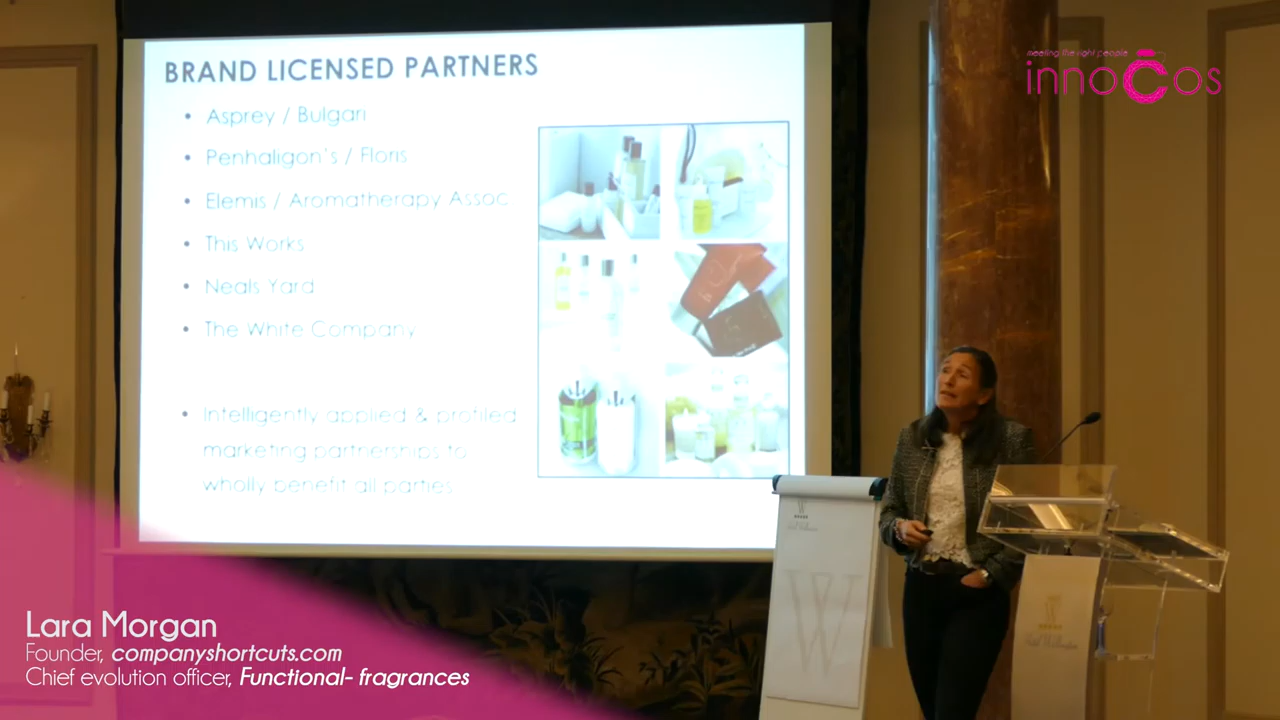 BRAND LICENSED PARTNERS
• Asprey / Bulgari
• Penhaligon's / Floris
• Elemis / Aromatherapy Assoc
• This Works
• Neals Yard
• The White Company
• Intelligently applied & profiled
marketing partnerships to
wholly benefit all parties
meeting the right people
innoCos
W
Lara Morgan
Founder, companyshortcuts.com
Chief evolution officer, Functional- fragrances